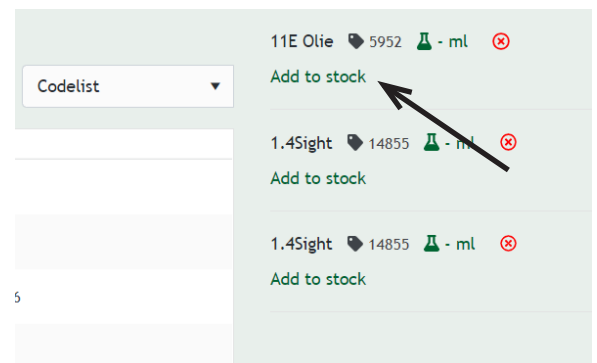 11E Olie 5952 - ml
Add to stock
Codelist
1.4Sight 14855 - ml
Add to stock
1.4Sight 14855 - ml
Add to stock
6